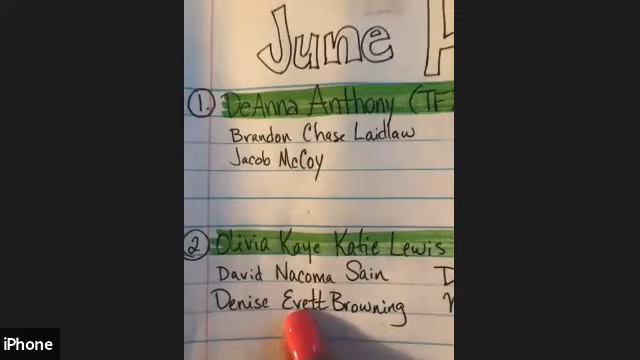 June
1. DeAnna Anthony (TF
Brandon Chase Laidlaw
Jacob McCoy
2 Olivia Kaye Katie Lewis
David Nacoma Sain
Denise Evett Browning
iPhone